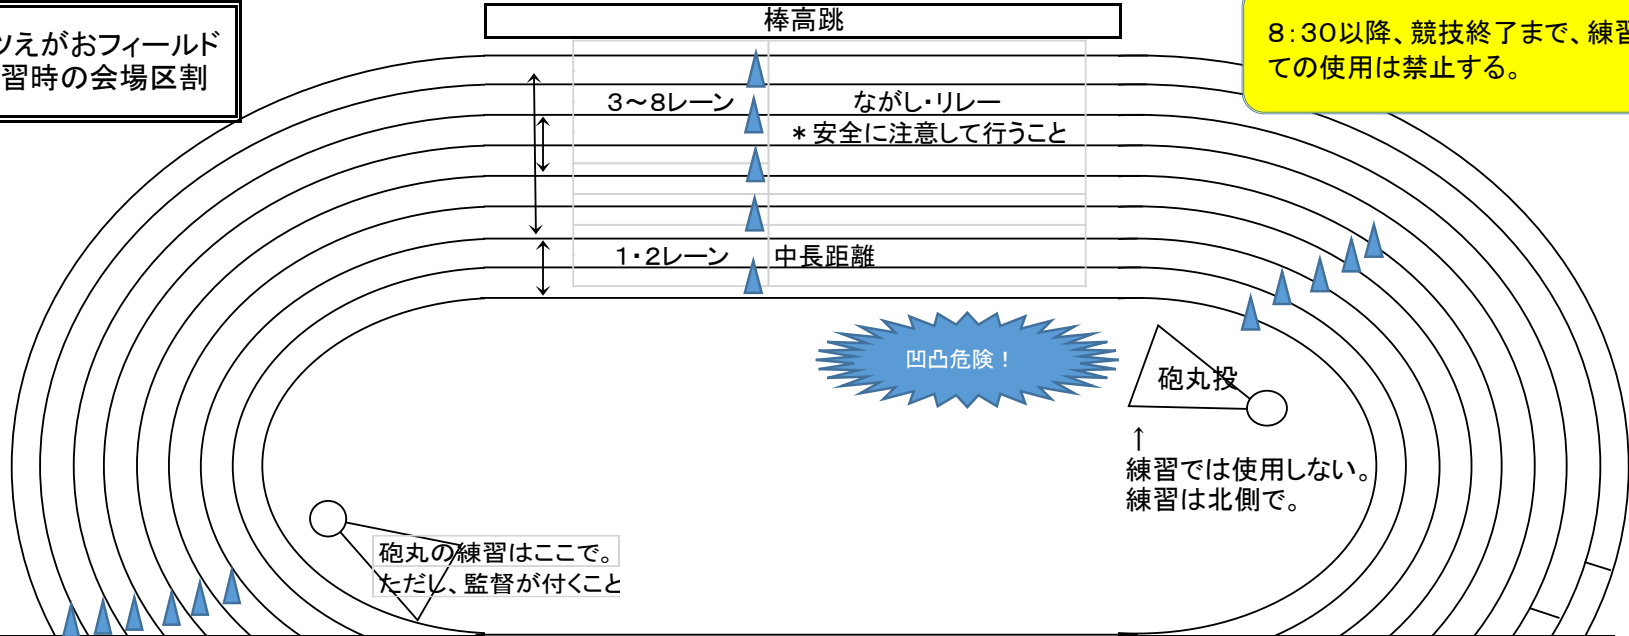 ツえがおフィールド
習時の会場区割
棒高跳
8:30以降、競技終了まで、練習
ての使用は禁止する。
3～8レーン
ながし・リレー
＊安全に注意して行うこと
1・2レーン
中長距離
凹凸危険！
砲丸投
↑
練習では使用しない。
練習は北側で。
砲丸の練習はここで。
ただし、監督が付くこと